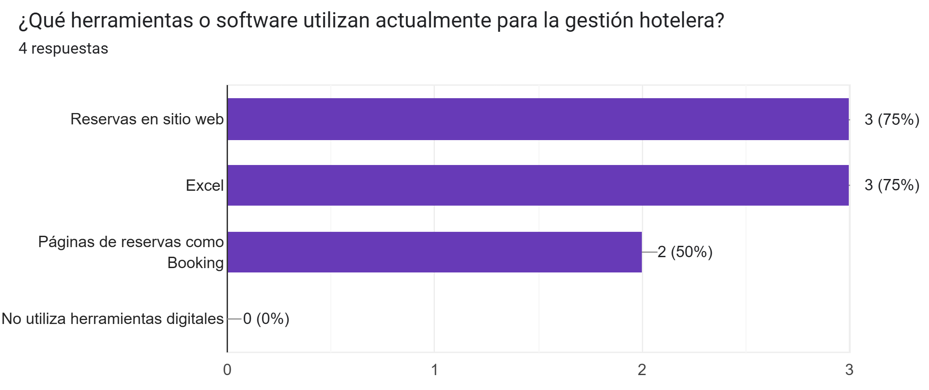 ¿Qué herramientas o software utilizan actualmente para la gestión hotelera?
4 respuestas
Reservas en sitio web
3 (75%)
Excel
3 (75%)
Páginas de reservas como
Booking
2 (50%)
No utiliza herramientas digitales
0 (0%)
0
1
2
3